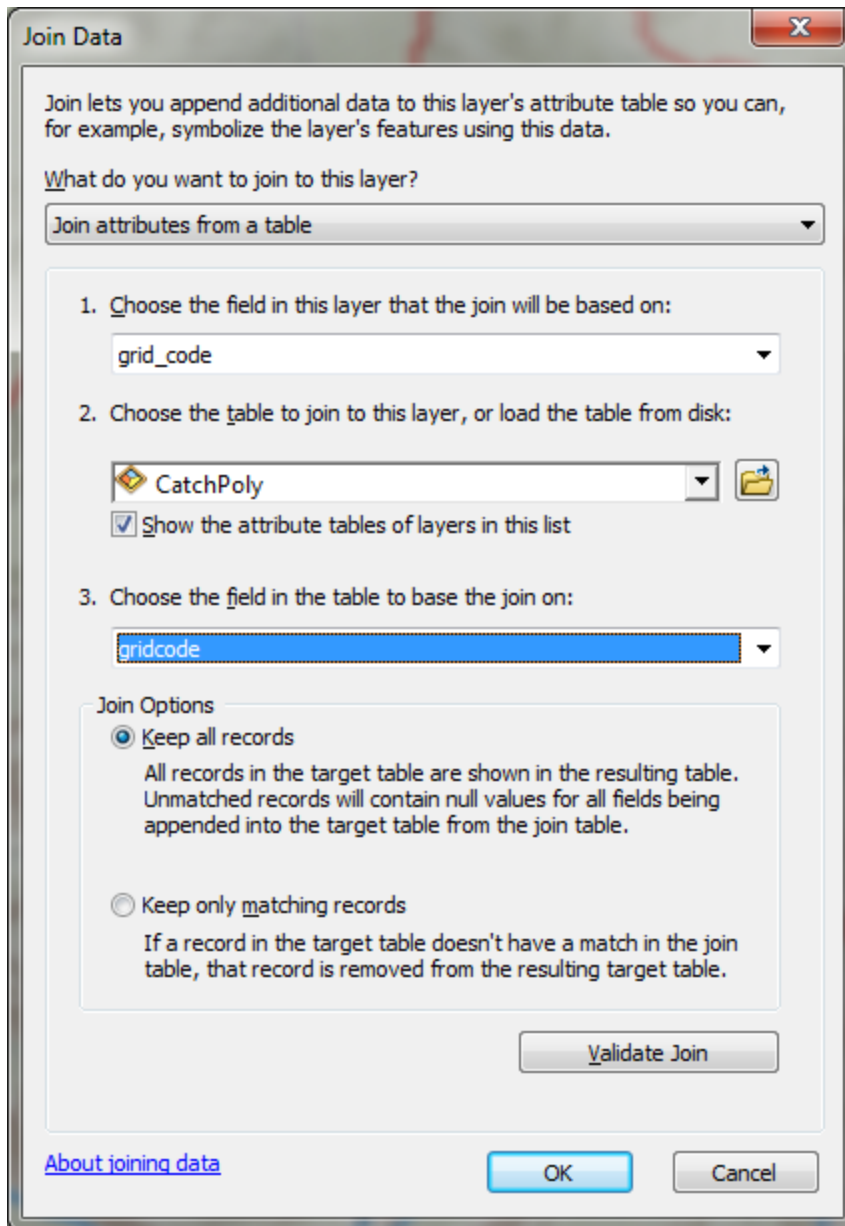 Join Data
Join lets you append additional data to this layer's attribute table so you can,
for example, symbolize the layer's features using this data.
What do you want to join to this layer?
Join attributes from a table
1. Choose the field in this layer that the join will be based on:
grid_code
2. Choose the table to join to this layer, or load the table from disk:
CatchPoly
Show the attribute tables of layers in this list
3. Choose the field in the table to base the join on:
gridcode
Join Options
Keep all records
All records in the target table are shown in the resulting table.
Unmatched records will contain null values for all fields being
appended into the target table from the join table.
Keep only matching records
If a record in the target table doesn't have a match in the join
table, that record is removed from the resulting target table.
Validate Join
About joining data
OK
Cancel